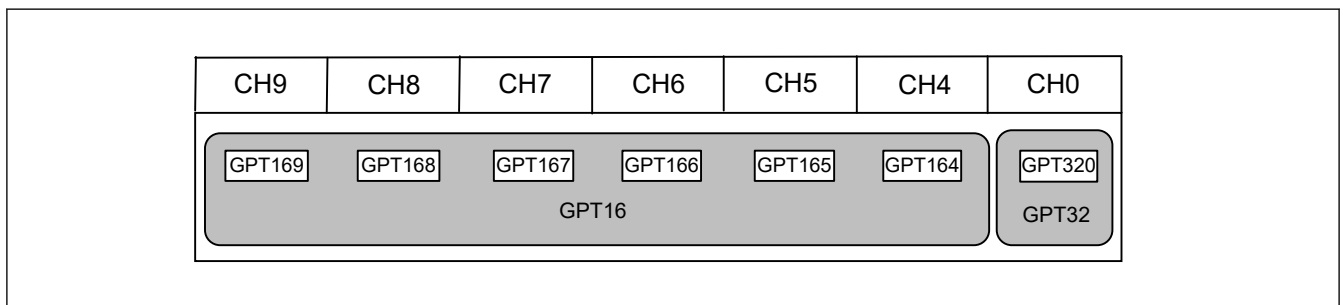 CH9 CH8 CH7 CH6 CH5 CH4 CH0
GPT169 GPT168 GPT167 GPT166 GPT165 GPT164 GPT320
GPT16 GPT32